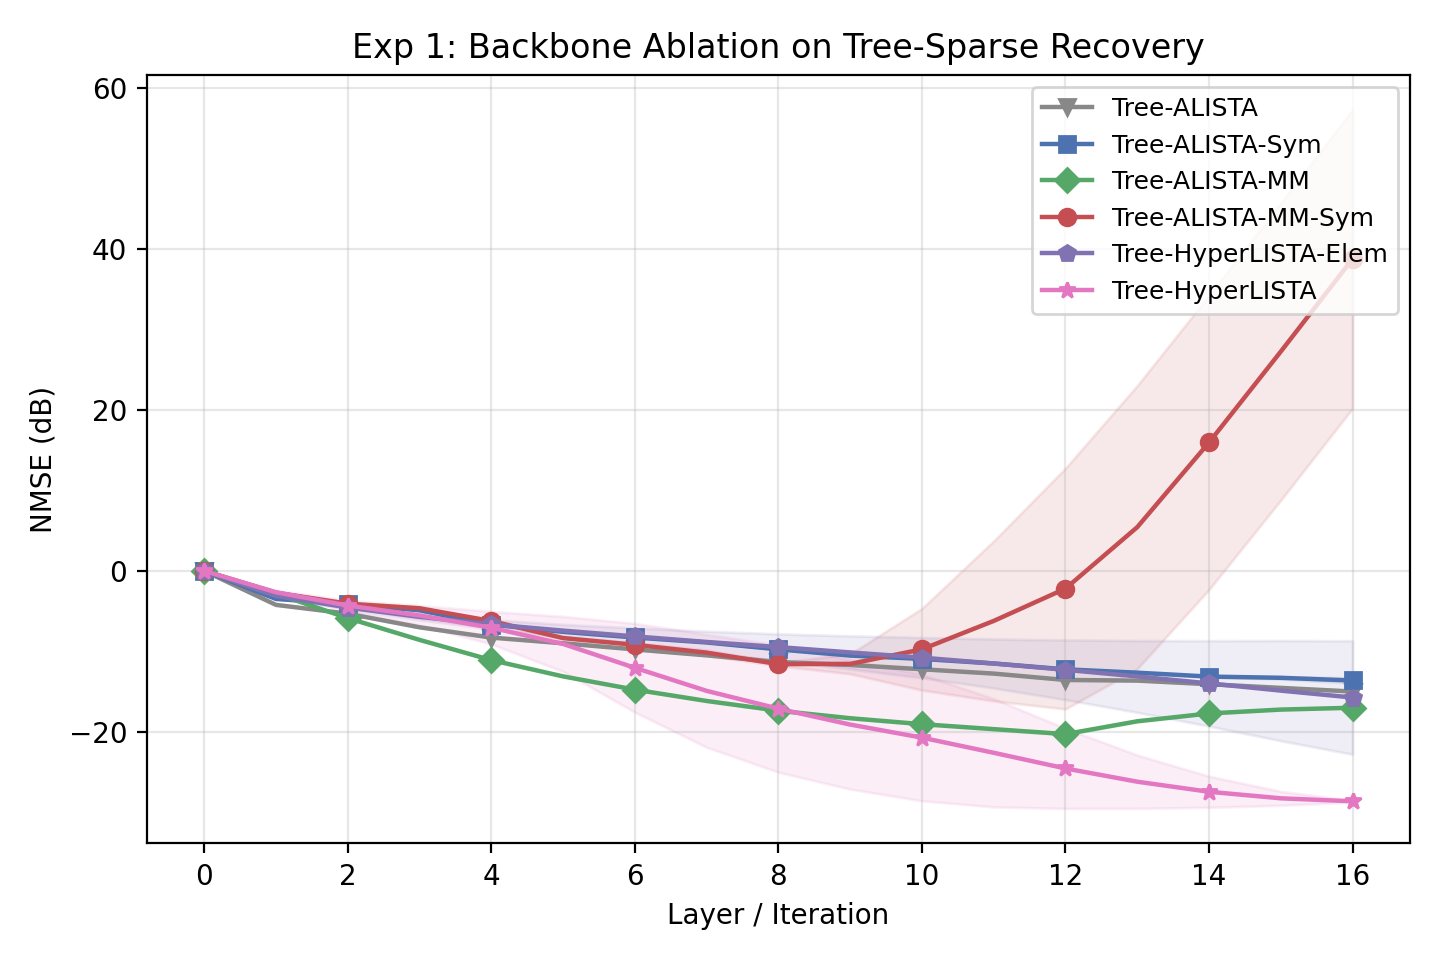 Exp 1: Backbone Ablation on Tree-Sparse Recovery
60
40
20
0
−20
NMSE (dB)
Tree-ALISTA
Tree-ALISTA-Sym
Tree-ALISTA-MM
Tree-ALISTA-MM-Sym
Tree-HyperLISTA-Elem
Tree-HyperLISTA
0 2 4 6 8 10 12 14 16
Layer / Iteration